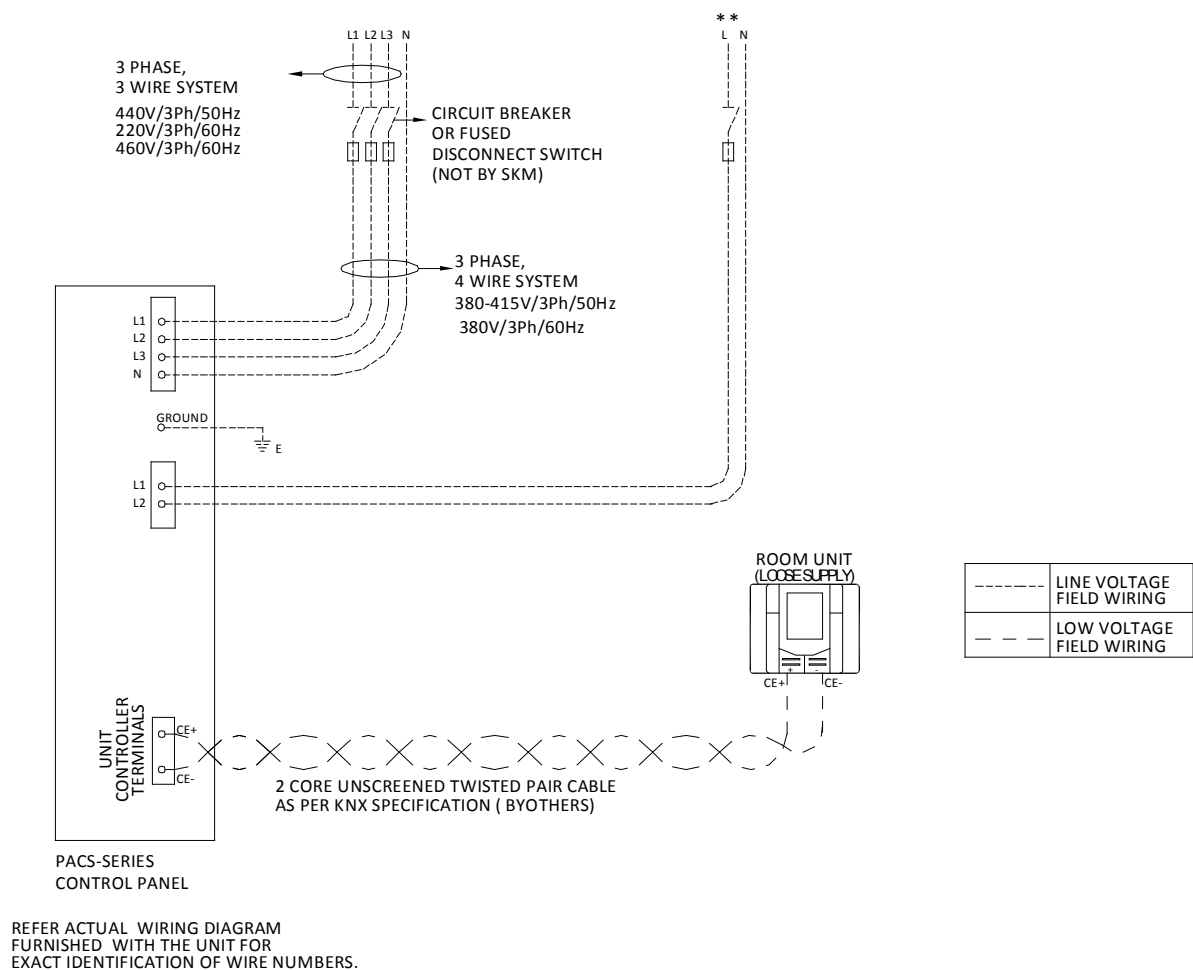 * *
L1 L2 L3 N
L N
3 PHASE,
3 WIRE SYSTEM
440V/3Ph/50Hz
220V/3Ph/60Hz
460V/3Ph/60Hz
CIRCUIT BREAKER
OR FUSED
DISCONNECT SWITCH
(NOT BY SKM)
3 PHASE,
4 WIRE SYSTEM
380-415V/3Ph/50Hz
380V/3Ph/60Hz
L1
L2
L3
N
GROUND
E
L1
L2
ROOM UNIT
(LOOSE SUPPLY)
+ -
CE+ CE-
LINE VOLTAGE
FIELD WIRING
LOW VOLTAGE
FIELD WIRING
UNIT
CONTROLLER
TERMINALS
CE+
CE-
2 CORE UNSCREENED TWISTED PAIR CABLE
AS PER KNX SPECIFICATION ( BYOTHERS)
PACS-SERIES
CONTROL PANEL
REFER ACTUAL WIRING DIAGRAM
FURNISHED WITH THE UNIT FOR
EXACT IDENTIFICATION OF WIRE NUMBERS.